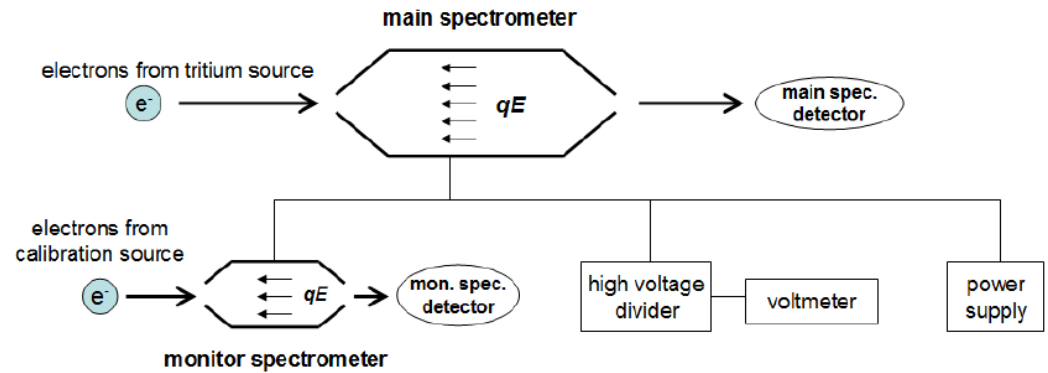 main spectrometer
electrons from tritium source
e-
qE
main spec.
detector
electrons from
calibration source
e-
qE
mon. spec.
detector
high voltage
divider
voltmeter
power
supply
monitor spectrometer